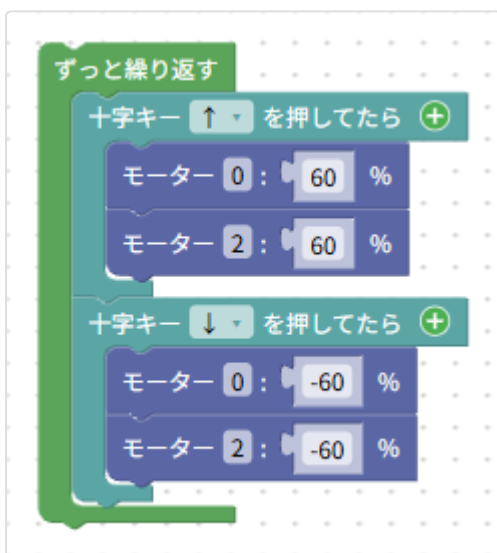 ずっと繰り返す
十字キー ↑ を押してたら
モーター 0 : 60 %
モーター 2 : 60 %
十字キー ↓ を押してたら
モーター 0 : -60 %
モーター 2 : -60 %